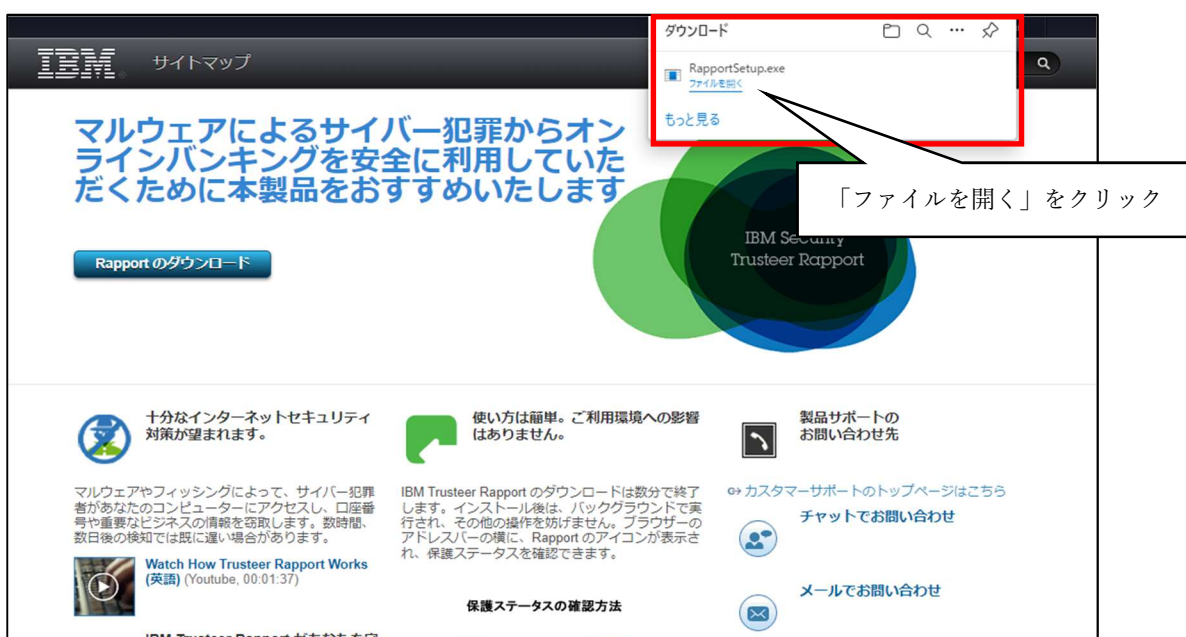 ダウンロード
IBM
サイトマップ
RapportSetup.exe
ファイルを開く
もっと見る
「ファイルを開く」をクリック
マルウェアによるサイバー犯罪からオン
ラインバンキングを安全に利用していた
だくために本製品をおすすめいたします
Rapport のダウンロード
IBM Security
Trusteer Rapport
十分なインターネットセキュリティ
対策が望まれます。
マルウェアやフィッシングによって、サイバー犯罪
者があなたのコンピューターにアクセスし、口座番
号や重要なビジネスの情報を窃取します。数時間、
数日後の検知では既に遅い場合があります。
Watch How Trusteer Rapport Works
(英語) (Youtube, 00:01:37)
使い方は簡単。ご利用環境への影響
はありません。
IBM Trusteer Rapport のダウンロードは数分で終了
します。インストール後は、バックグラウンドで実
行され、その他の操作を妨げません。ブラウザーの
アドレスバーの横に、Rapport のアイコンが表示さ
れ、保護ステータスを確認できます。
保護ステータスの確認方法
製品サポートの
お問い合わせ先
カスタマーサポートのトップページはこちら
チャットでお問い合わせ
メールでお問い合わせ